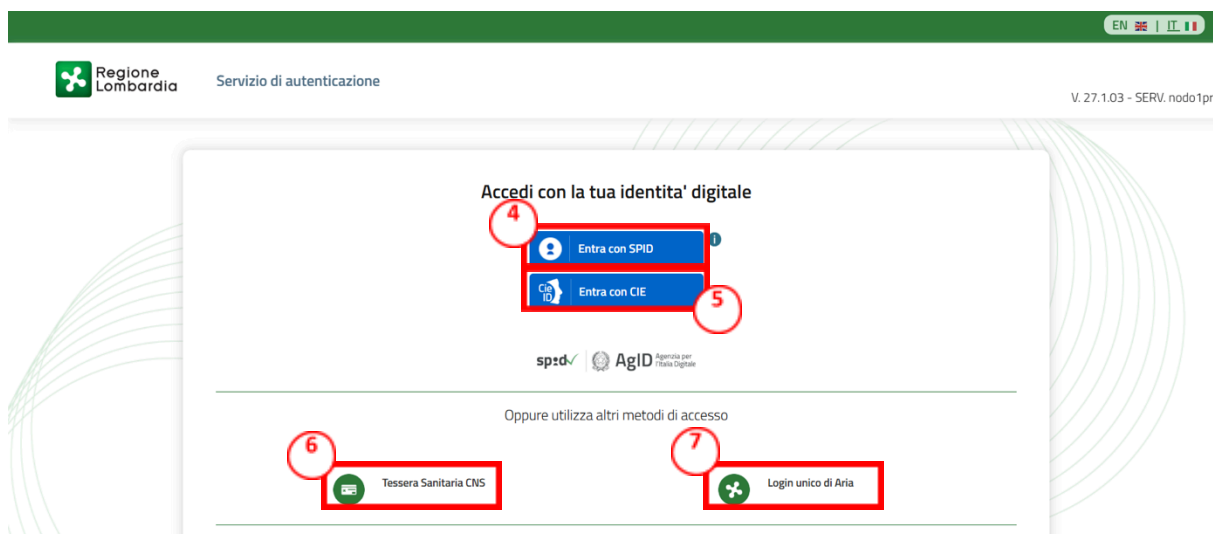 EN | IT
Regione
Lombardia
Servizio di autenticazione
V. 27.1.03 - SERV. nodo1pr
Accedi con la tua identita' digitale
4
Entra con SPID
i
CIe
ID
Entra con CIE
5
sp:d
AgID Agenzia per
l'Italia Digitale
Oppure utilizza altri metodi di accesso
6
7
Tessera Sanitaria CNS
Login unico di Aria